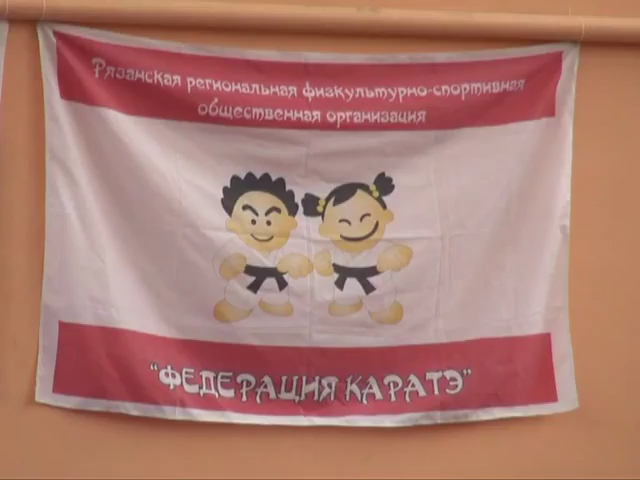 Рязанская региональная физкультурно-спортивная
общественная организация
“ФЕДЕРАЦИЯ КАРАТЭ”